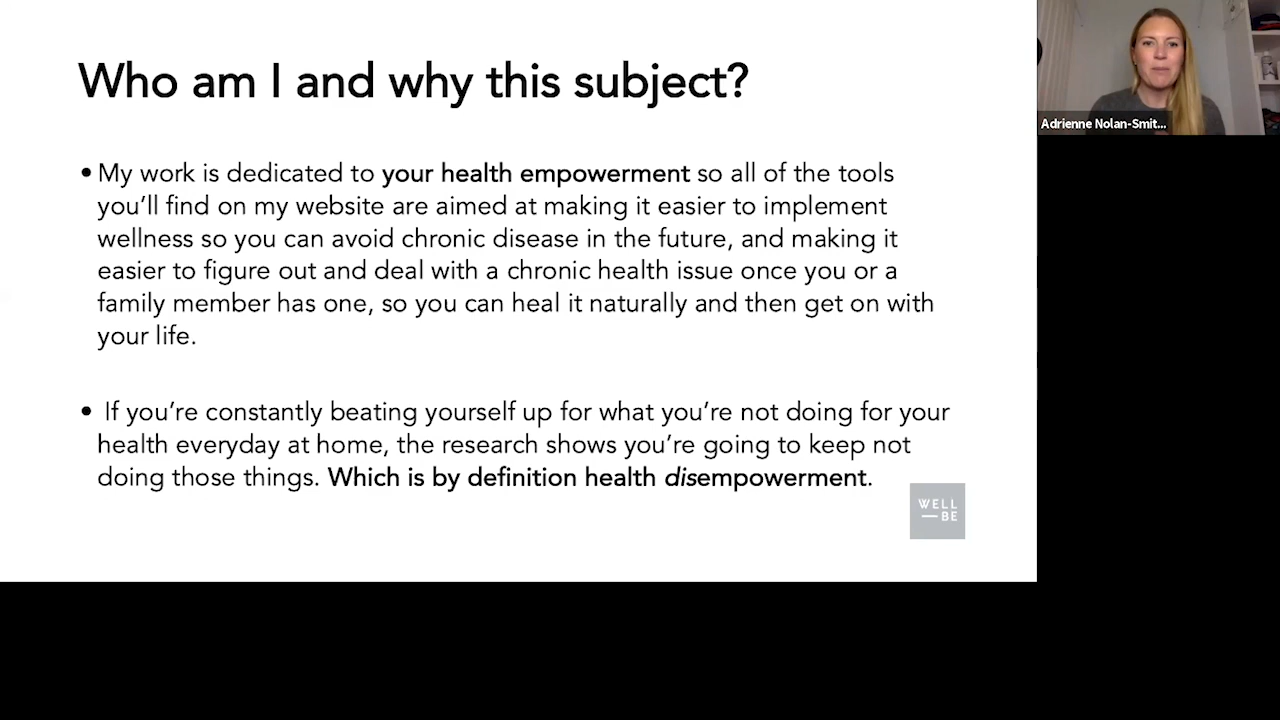 Who am I and why this subject?
• My work is dedicated to your health empowerment so all of the tools
you’ll find on my website are aimed at making it easier to implement
wellness so you can avoid chronic disease in the future, and making it
easier to figure out and deal with a chronic health issue once you or a
family member has one, so you can heal it naturally and then get on with
your life.
• If you’re constantly beating yourself up for what you’re not doing for your
health everyday at home, the research shows you’re going to keep not
doing those things. Which is by definition health disempowerment.
WELL
BE
Adrienne Nolan-Smit...